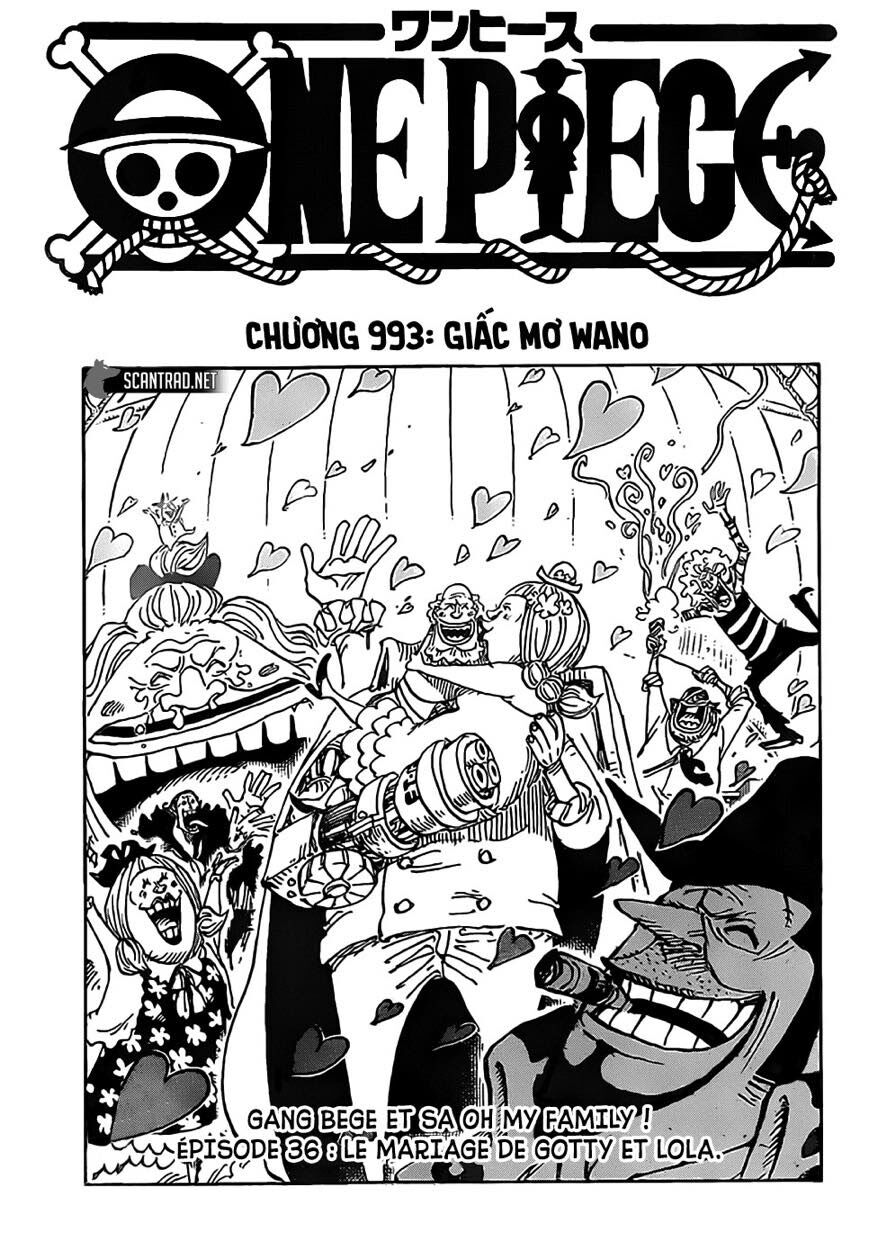 ワンピース
ONE PIECE
CHƯƠNG 993: GIẤC MƠ WANO
SCANTRAD.NET
GANG BEGE ET SA OH MY FAMILY !
ÉPISODE 36 : LE MARIAGE DE GOTTY ET LOLA.